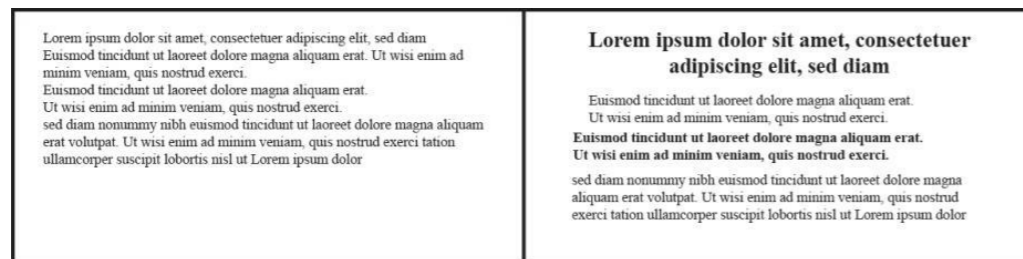 Lorem ipsum dolor sit amet, consectetuer adipiscing elit, sed diam
Euismod tincidunt ut laoreet dolore magna aliquam erat. Ut wisi enim ad
minim veniam, quis nostrud exerci.
Euismod tincidunt ut laoreet dolore magna aliquam erat.
Ut wisi enim ad minim veniam, quis nostrud exerci.
sed diam nonummy nibh euismod tincidunt ut laoreet dolore magna aliquam
erat volutpat. Ut wisi enim ad minim veniam, quis nostrud exerci tation
ullamcorper suscipit lobortis nisl ut Lorem ipsum dolor
Lorem ipsum dolor sit amet, consectetuer
adipiscing elit, sed diam
Euismod tincidunt ut laoreet dolore magna aliquam erat.
Ut wisi enim ad minim veniam, quis nostrud exerci.
Euismod tincidunt ut laoreet dolore magna aliquam erat.
Ut wisi enim ad minim veniam, quis nostrud exerci.
sed diam nonummy nibh euismod tincidunt ut laoreet dolore magna
aliquam erat volutpat. Ut wisi enim ad minim veniam, quis nostrud
exerci tation ullamcorper suscipit lobortis nisl ut Lorem ipsum dolor